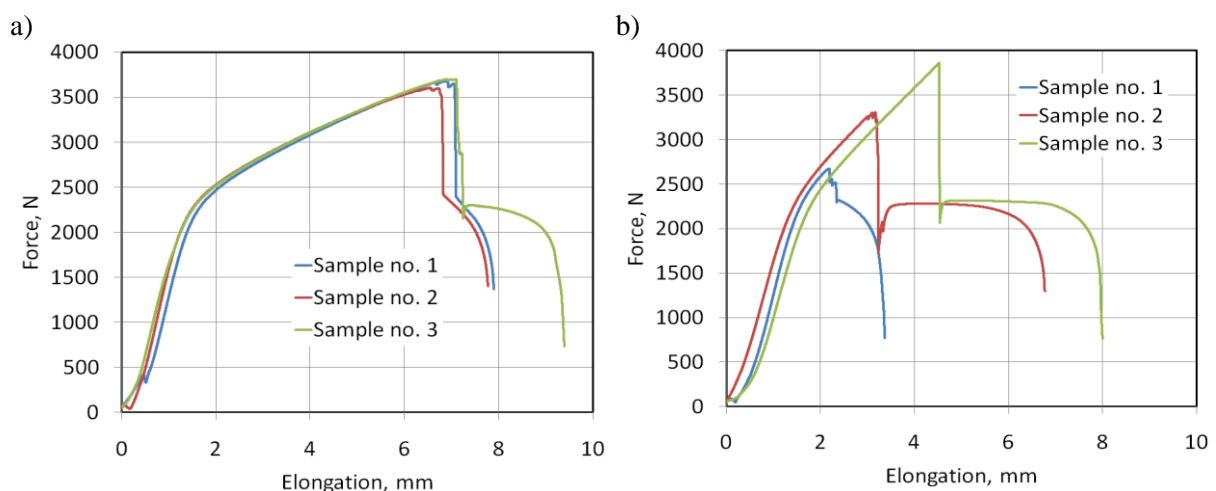 a)
4000
3500
3000
2500
2000
1500
1000
500
0
Force, N
Sample no. 1
Sample no. 2
Sample no. 3
0 2 4 6 8 10
Elongation, mm
b)
4000
3500
3000
2500
2000
1500
1000
500
0
Force, N
Sample no. 1
Sample no. 2
Sample no. 3
0 2 4 6 8 10
Elongation, mm